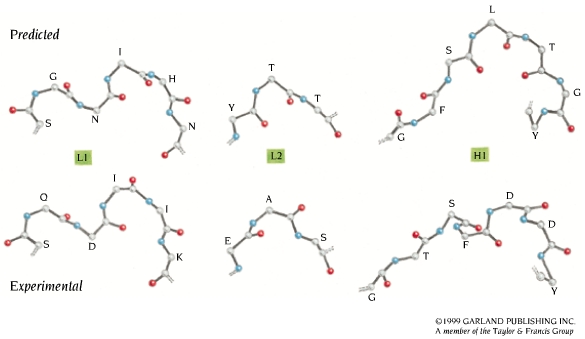 Predicted
S G N I H N
Y T T
G F S L T G Y
L1 L2 H1
S Q D I I K
E A S
G T S F D D Y
Experimental
©1999 GARLAND PUBLISHING INC.
A member of the Taylor & Francis Group